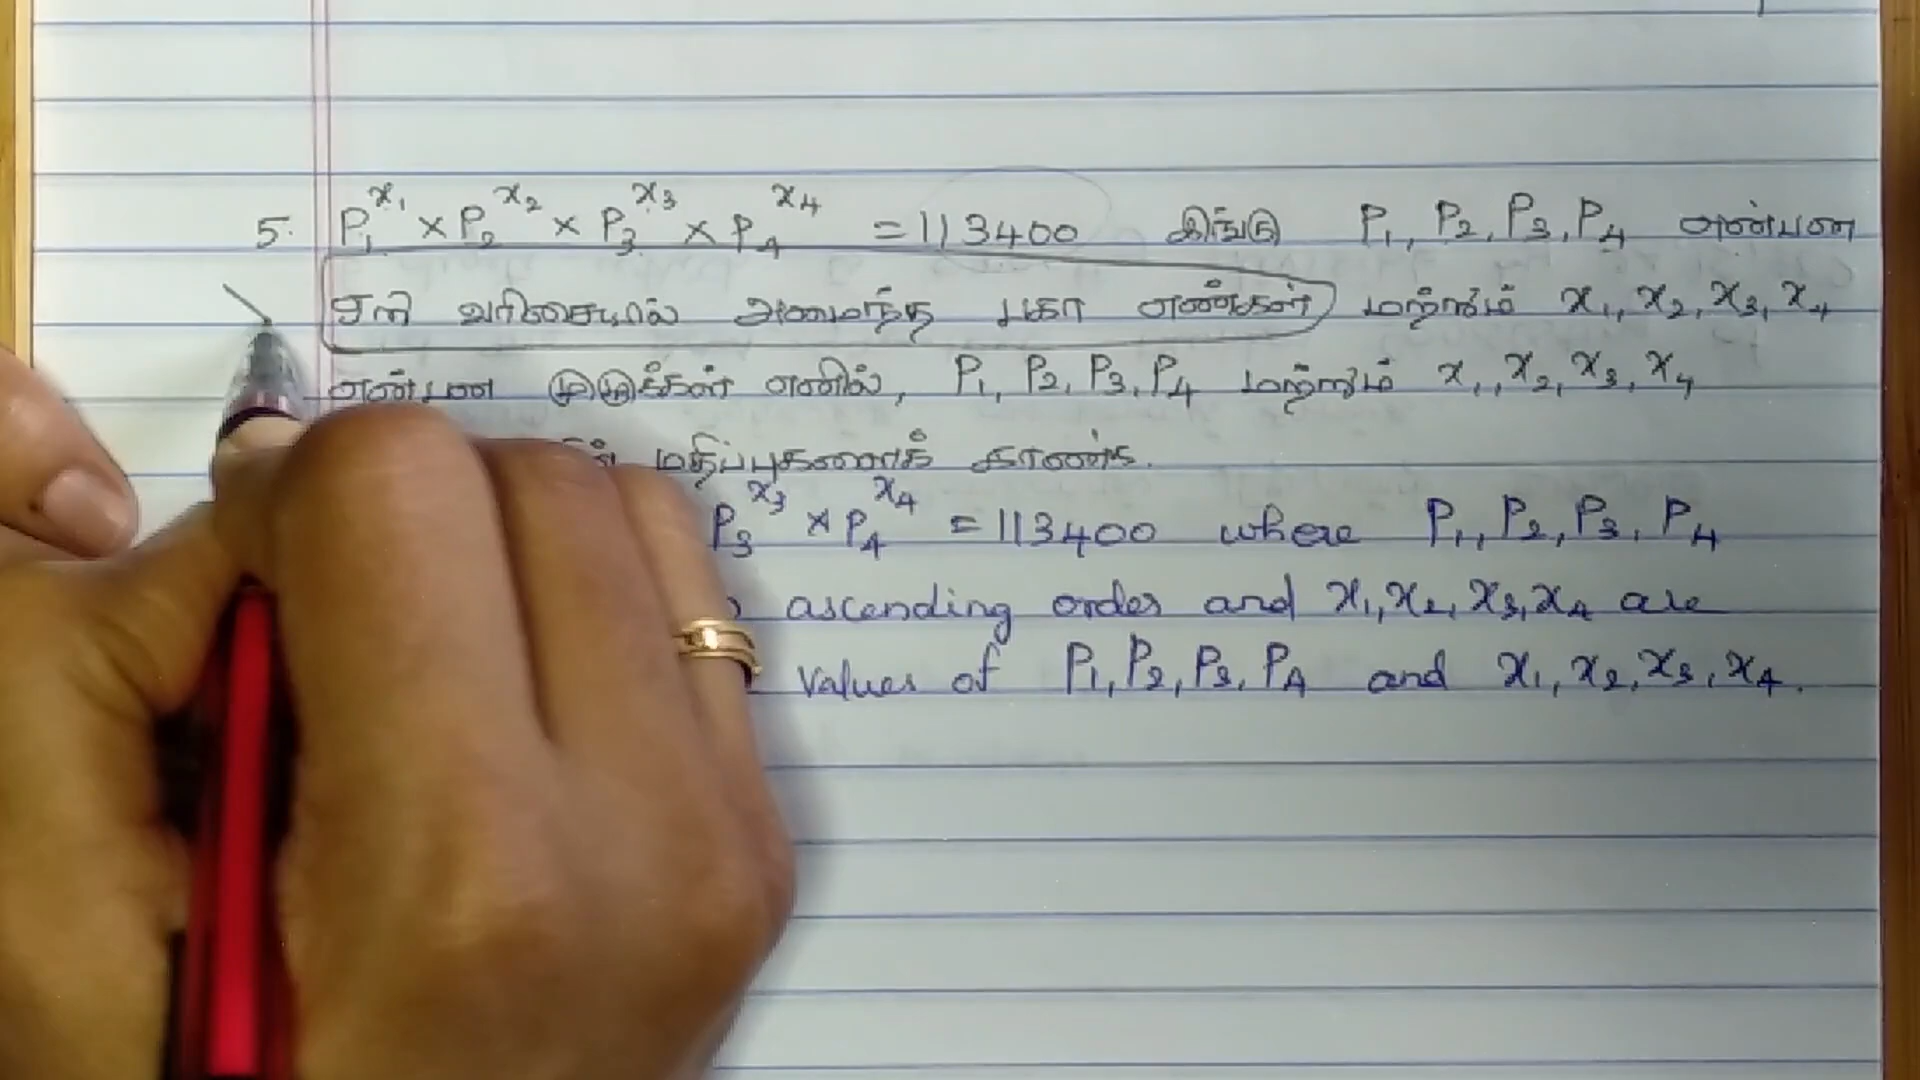 5. P₁^x₁ × P₂^x₂ × P₃^x₃ × P₄^x₄ = 113400 இங்கு P₁, P₂, P₃, P₄ என்பன
ஏறு வரிசையில் அமைந்த பகா எண்கள் மற்றும் x₁, x₂, x₃, x₄
என்பன முழுக்கள் எனில், P₁, P₂, P₃, P₄ மற்றும் x₁, x₂, x₃, x₄
மதிப்புகளைக் காண்க.
P₃^x₃ × P₄^x₄ = 113400 where P₁, P₂, P₃, P₄
ascending order and x₁, x₂, x₃, x₄ are
values of P₁, P₂, P₃, P₄ and x₁, x₂, x₃, x₄.